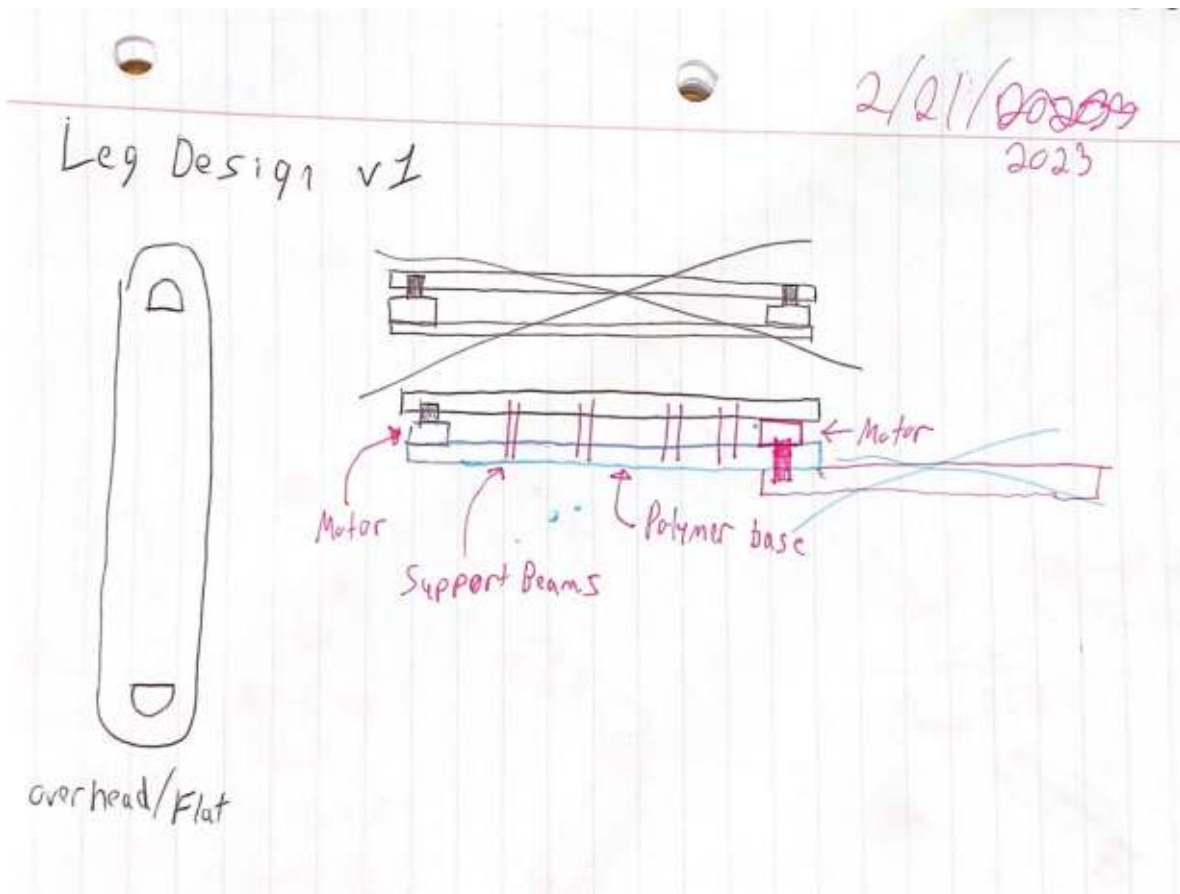 2/21/
2023
Leg Design v1
Motor
Motor
Polymer base
Support Beams
overhead/Flat